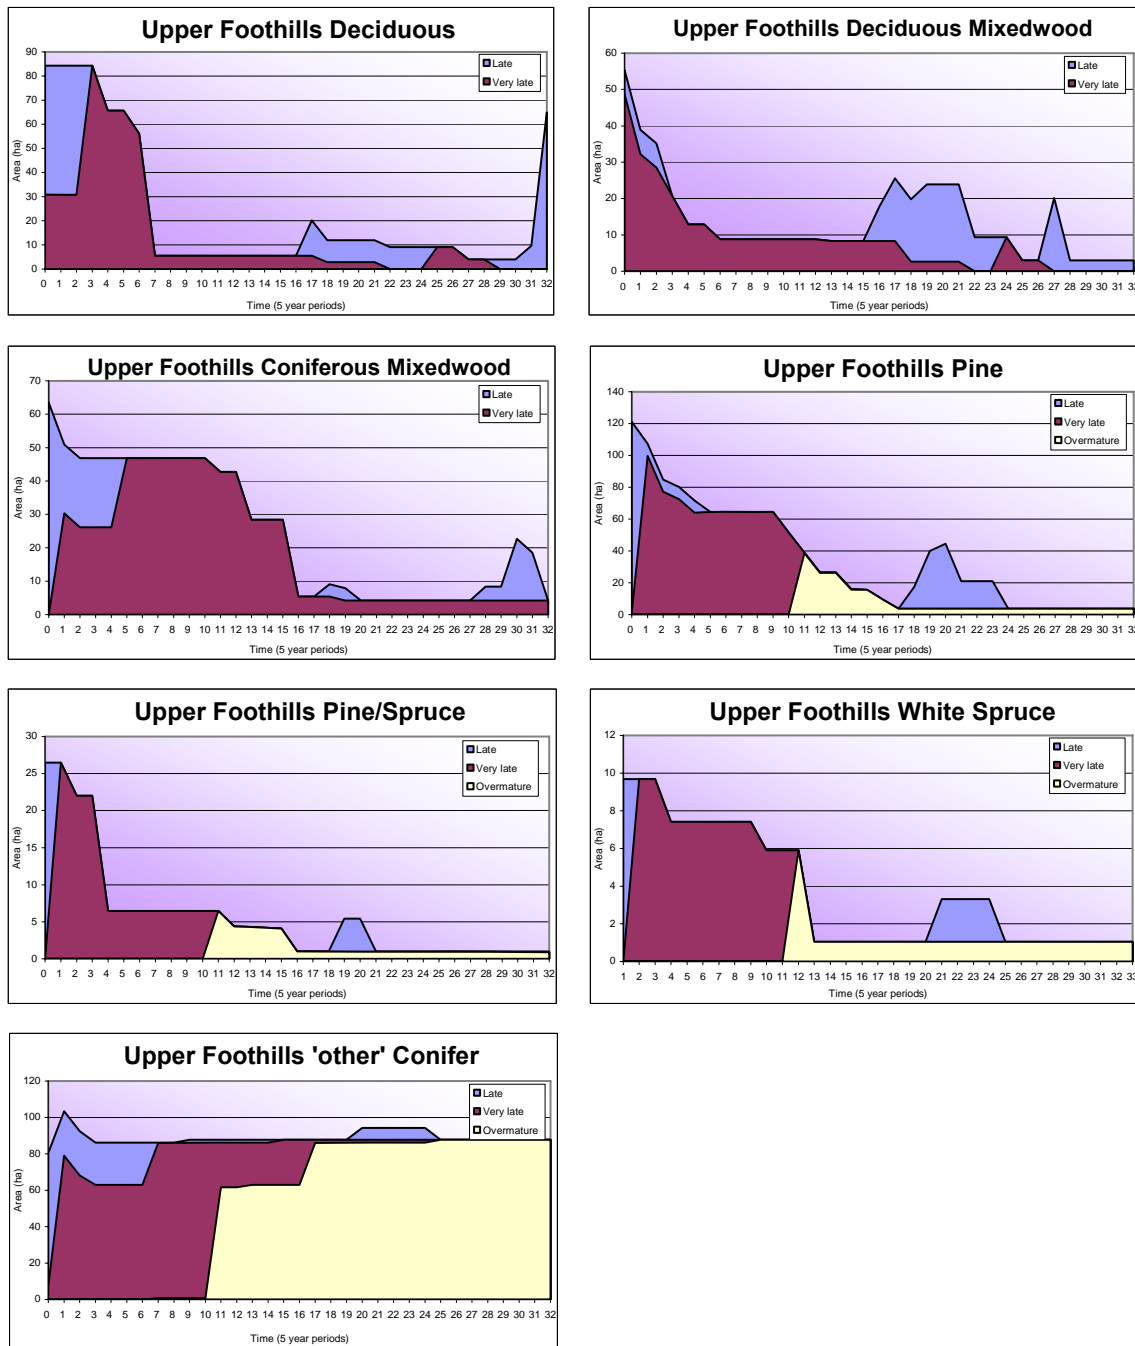 Upper Foothills Deciduous
Late
Very late
Area (ha)
90
80
70
60
50
40
30
20
10
0
0 1 2 3 4 5 6 7 8 9 10 11 12 13 14 15 16 17 18 19 20 21 22 23 24 25 26 27 28 29 30 31 32
Time (5 year periods)
Upper Foothills Deciduous Mixedwood
Late
Very late
Area (ha)
60
50
40
30
20
10
0
0 1 2 3 4 5 6 7 8 9 10 11 12 13 14 15 16 17 18 19 20 21 22 23 24 25 26 27 28 29 30 31 32
Time (5 year periods)
Upper Foothills Coniferous Mixedwood
Late
Very late
Area (ha)
70
60
50
40
30
20
10
0
0 1 2 3 4 5 6 7 8 9 10 11 12 13 14 15 16 17 18 19 20 21 22 23 24 25 26 27 28 29 30 31 32
Time (5 year periods)
Upper Foothills Pine
Late
Very late
Overmature
Area (ha)
140
120
100
80
60
40
20
0
0 1 2 3 4 5 6 7 8 9 10 11 12 13 14 15 16 17 18 19 20 21 22 23 24 25 26 27 28 29 30 31 32
Time (5 year periods)
Upper Foothills Pine/Spruce
Late
Very late
Overmature
Area (ha)
30
25
20
15
10
5
0
0 1 2 3 4 5 6 7 8 9 10 11 12 13 14 15 16 17 18 19 20 21 22 23 24 25 26 27 28 29 30 31 32
Time (5 year periods)
Upper Foothills White Spruce
Late
Very late
Overmature
Area (ha)
12
10
8
6
4
2
0
1 2 3 4 5 6 7 8 9 10 11 12 13 14 15 16 17 18 19 20 21 22 23 24 25 26 27 28 29 30 31 32 33
Time (5 year periods)
Upper Foothills 'other' Conifer
Late
Very late
Overmature
Area (ha)
120
100
80
60
40
20
0
0 1 2 3 4 5 6 7 8 9 10 11 12 13 14 15 16 17 18 19 20 21 22 23 24 25 26 27 28 29 30 31 32
Time (5 year periods)